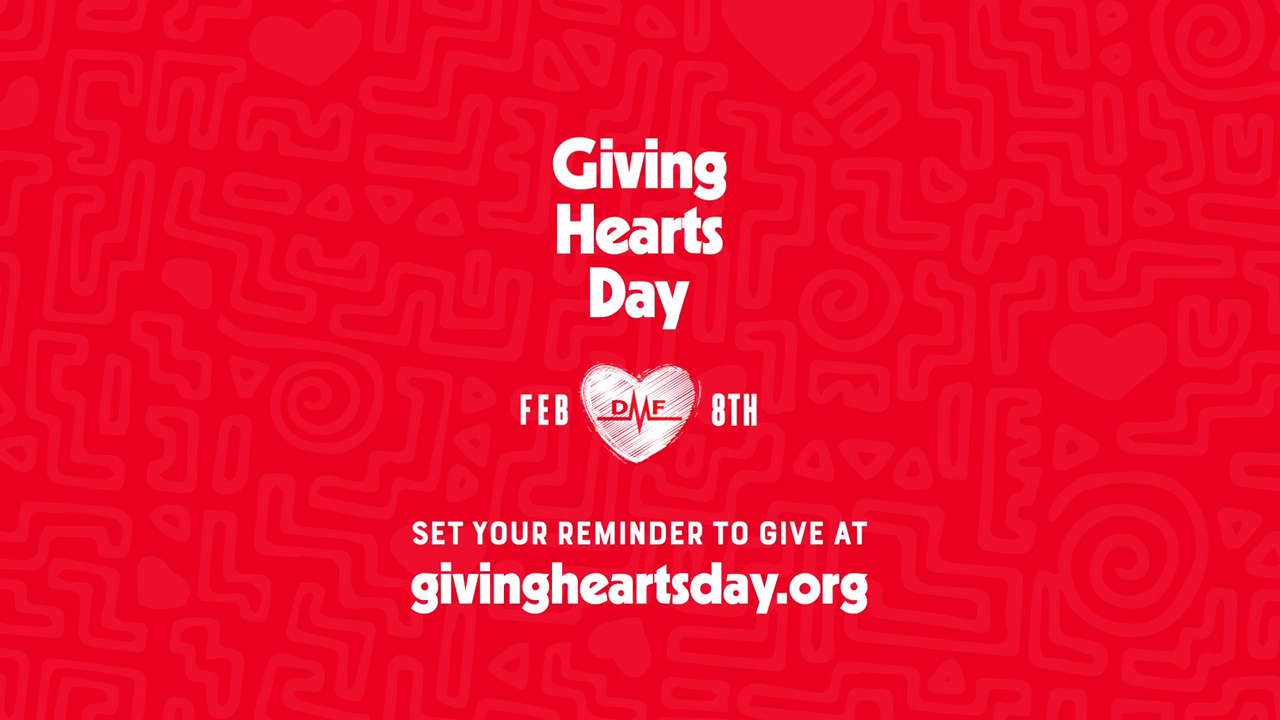 Giving
Hearts
Day
FEB DMF 8TH
SET YOUR REMINDER TO GIVE AT
givingheartsday.org